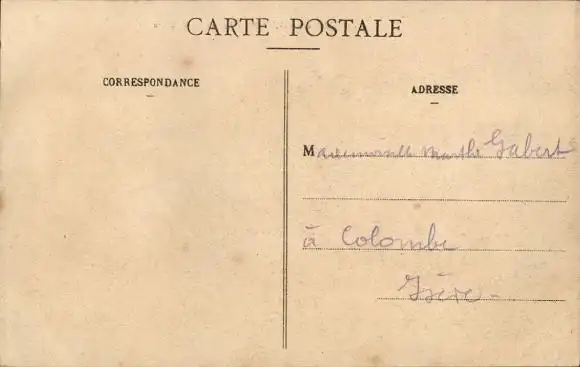 CARTE POSTALE
CORRESPONDANCE
ADRESSE
Mademoiselle Marthe Gabert
à Colombe
Isère